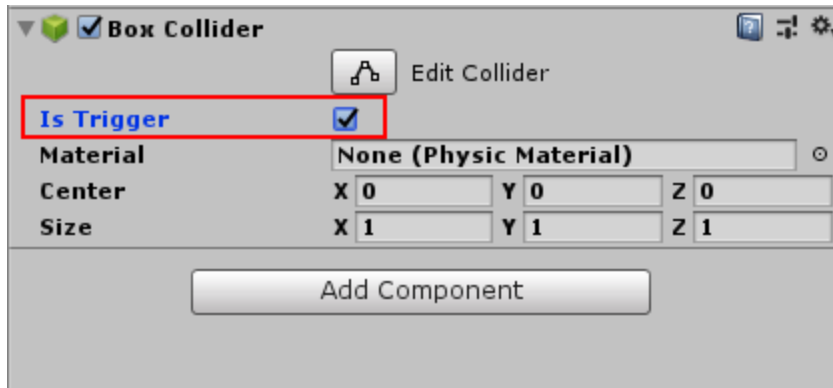 Box Collider
Edit Collider
Is Trigger
Material None (Physic Material)
Center X 0 Y 0 Z 0
Size X 1 Y 1 Z 1
Add Component